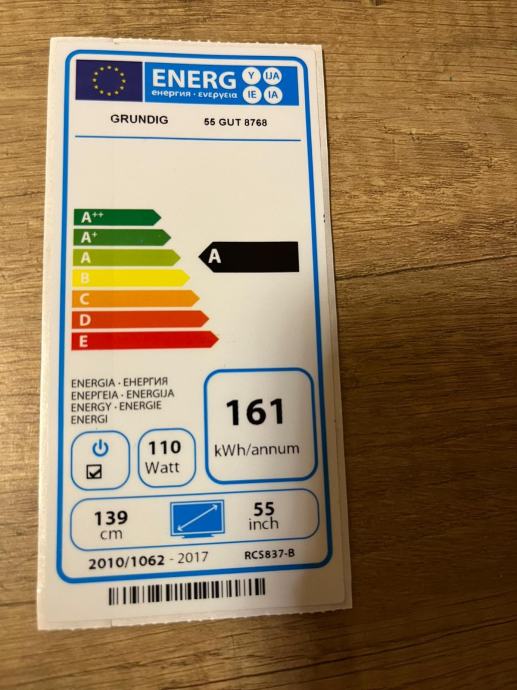 ENERG Y IJA
енергия · ενεργεια IE IA
GRUNDIG 55 GUT 8768
A++
A+
A
A
B
C
D
E
ENERGIA · ЕНЕРГИЯ
ΕΝΕΡΓΕΙΑ · ENERGIJA
ENERGY · ENERGIE
ENERGI
161
kWh/annum
110
Watt
139
cm
55
inch
2010/1062 - 2017 RCS837-B